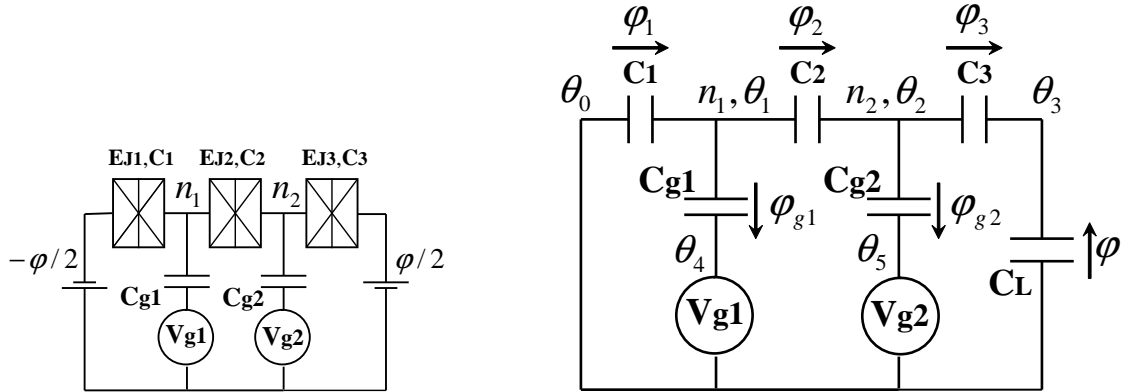 φ₁ φ₂ φ₃
C1 C2 C3
θ₀ n₁, θ₁ n₂, θ₂ θ₃
EJ1,C1 EJ2,C2 EJ3,C3
n₁ n₂
Cg1 φg1 Cg2 φg2
−φ/2 φ/2
θ₄ θ₅ φ
CL
Cg1 Cg2
Vg1 Vg2
Vg1 Vg2